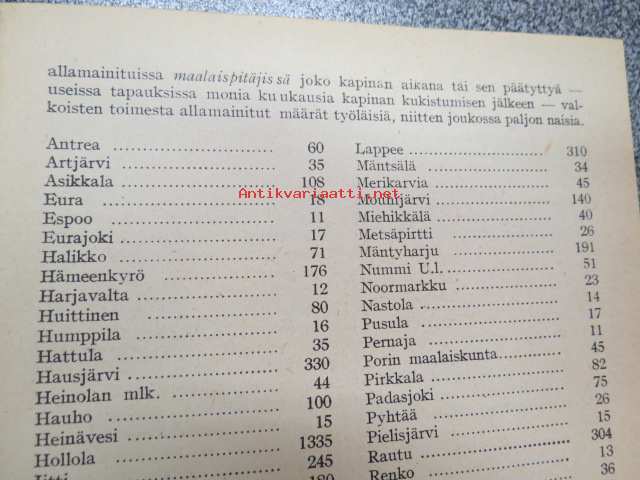 allamainituissa maalaispitäjissä joko kapinan aikana tai sen päätyttyä —
useissa tapauksissa monia kuukausia kapinan kukistumisen jälkeen — val-
koisten toimesta allamainitut määrät työläisiä, niitten joukossa paljon naisia.
Antrea 60
Artjärvi 35
Asikkala 108
Eura 18
Espoo 11
Eurajoki 17
Halikko 71
Hämeenkyrö 176
Harjavalta 12
Huittinen 80
Humppila 16
Hattula 35
Hausjärvi 330
Heinolan mlk. 44
Hauho 100
Heinävesi 15
Hollola 1335
Iitti 245
180
Lappee 310
Mäntsälä 34
Merikarvia 45
Mouhijärvi 140
Miehikkälä 40
Metsäpirtti 26
Mäntyharju 191
Nummi U.l. 51
Noormarkku 23
Nastola 14
Pusula 17
Pernaja 11
Porin maalaiskunta 45
Pirkkala 82
Padasjoki 75
Pyhtää 26
Pielisjärvi 15
Rautu 304
Renko 13
36
Antikvariaatti.net